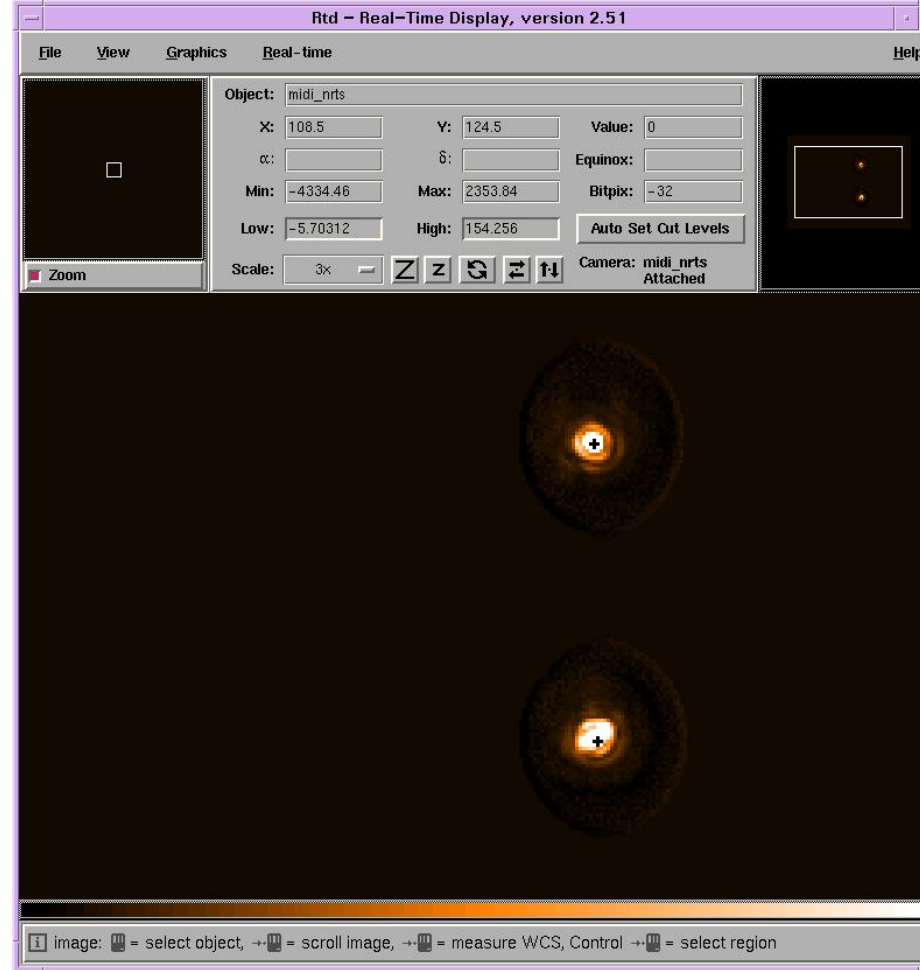 Rtd – Real-Time Display, version 2.51
File View Graphics Real-time Help
Object: midi_nrts
X: 108.5 Y: 124.5 Value: 0
α: δ: Equinox:
Min: -4334.46 Max: 2353.84 Bitpix: -32
Low: -5.70312 High: 154.256 Auto Set Cut Levels
Zoom
Scale: 3x Z z Camera: midi_nrts
Attached
i image: = select object, = scroll image, = measure WCS, Control = select region